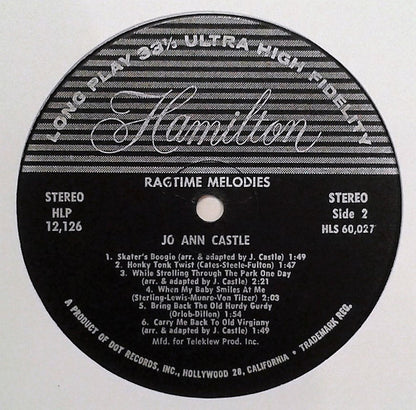 LONG PLAY 33⅓ ULTRA HIGH FIDELITY
Hamilton
RAGTIME MELODIES
STEREO
HLP
12,126
STEREO
Side 2
HLS 60,027
JO ANN CASTLE
1. Skater's Boogie (arr. & adapted by J. Castle) 1:49
2. Honky Tonk Twist (Cates-Steele-Fulton) 1:47
3. While Strolling Through The Park One Day
(arr. & adapted by J. Castle) 2:21
4. When My Baby Smiles At Me
(Sterling-Lewis-Munro-Von Tilzer) 2:03
5. Bring Back The Old Hurdy Gurdy
(Orlob-Dillon) 1:54
6. Carry Me Back To Old Virginny
(arr. & adapted by J. Castle) 1:49
Mfd. for Teleklew Prod. Inc.
A PRODUCT OF DOT RECORDS, INC., HOLLYWOOD 28, CALIFORNIA • TRADEMARK REG.